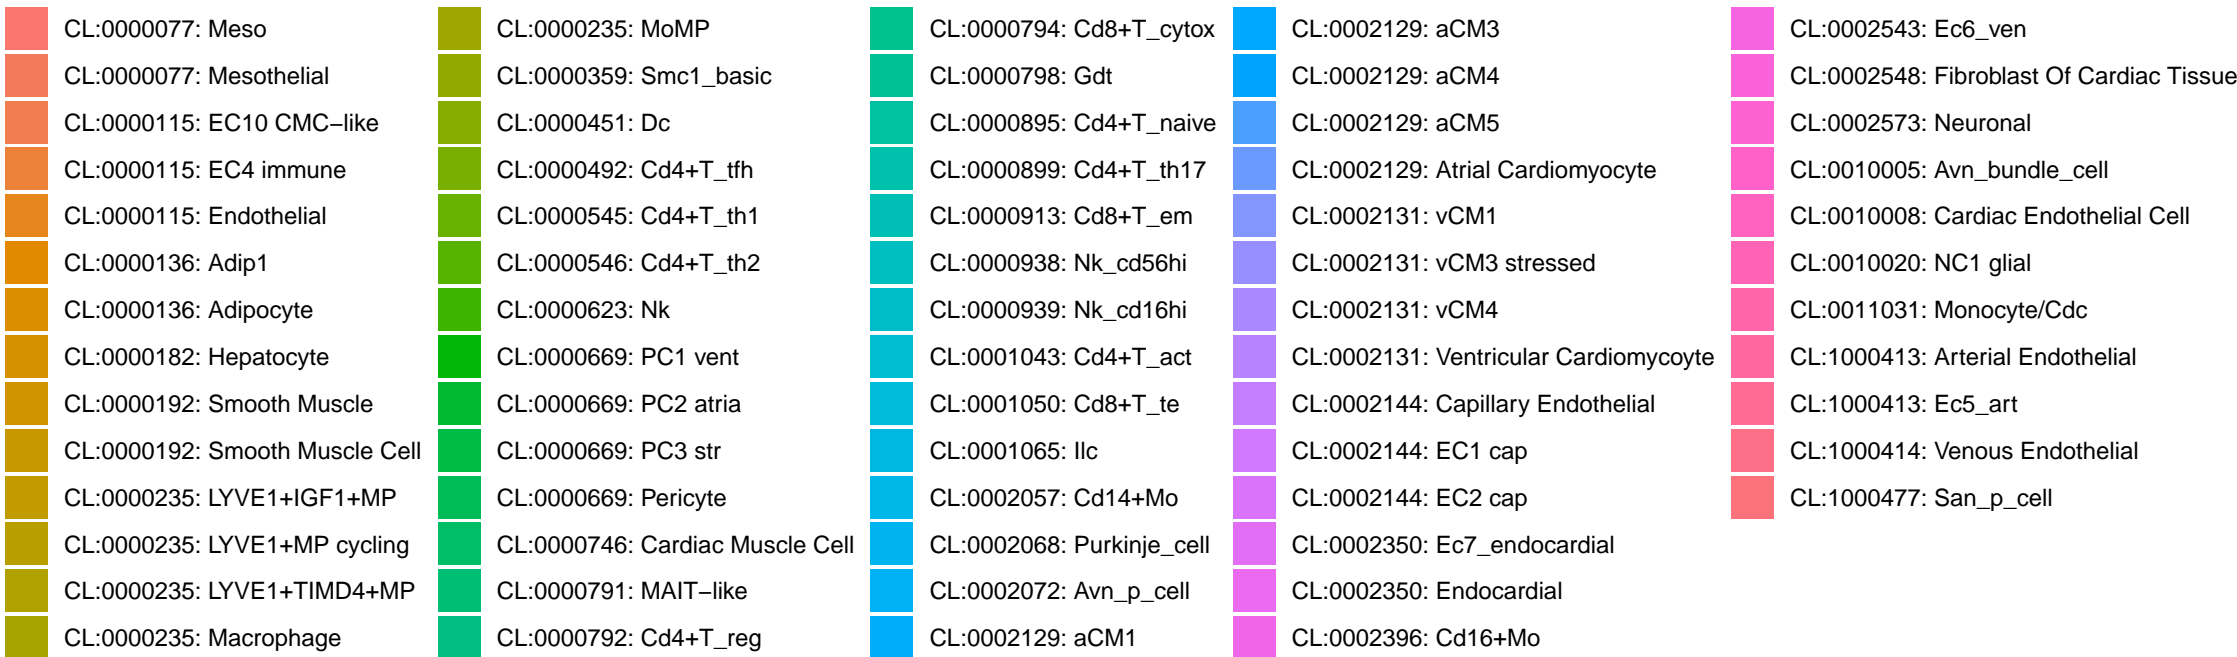 CL:0000077: Meso
CL:0000077: Mesothelial
CL:0000115: EC10 CMC−like
CL:0000115: EC4 immune
CL:0000115: Endothelial
CL:0000136: Adip1
CL:0000136: Adipocyte
CL:0000182: Hepatocyte
CL:0000192: Smooth Muscle
CL:0000192: Smooth Muscle Cell
CL:0000235: LYVE1+IGF1+MP
CL:0000235: LYVE1+MP cycling
CL:0000235: LYVE1+TIMD4+MP
CL:0000235: Macrophage
CL:0000235: MoMP
CL:0000359: Smc1_basic
CL:0000451: Dc
CL:0000492: Cd4+T_tfh
CL:0000545: Cd4+T_th1
CL:0000546: Cd4+T_th2
CL:0000623: Nk
CL:0000669: PC1 vent
CL:0000669: PC2 atria
CL:0000669: PC3 str
CL:0000669: Pericyte
CL:0000746: Cardiac Muscle Cell
CL:0000791: MAIT−like
CL:0000792: Cd4+T_reg
CL:0000794: Cd8+T_cytox
CL:0000798: Gdt
CL:0000895: Cd4+T_naive
CL:0000899: Cd4+T_th17
CL:0000913: Cd8+T_em
CL:0000938: Nk_cd56hi
CL:0000939: Nk_cd16hi
CL:0001043: Cd4+T_act
CL:0001050: Cd8+T_te
CL:0001065: Ilc
CL:0002057: Cd14+Mo
CL:0002068: Purkinje_cell
CL:0002072: Avn_p_cell
CL:0002129: aCM1
CL:0002129: aCM3
CL:0002129: aCM4
CL:0002129: aCM5
CL:0002129: Atrial Cardiomyocyte
CL:0002131: vCM1
CL:0002131: vCM3 stressed
CL:0002131: vCM4
CL:0002131: Ventricular Cardiomycoyte
CL:0002144: Capillary Endothelial
CL:0002144: EC1 cap
CL:0002144: EC2 cap
CL:0002350: Ec7_endocardial
CL:0002350: Endocardial
CL:0002396: Cd16+Mo
CL:0002543: Ec6_ven
CL:0002548: Fibroblast Of Cardiac Tissue
CL:0002573: Neuronal
CL:0010005: Avn_bundle_cell
CL:0010008: Cardiac Endothelial Cell
CL:0010020: NC1 glial
CL:0011031: Monocyte/Cdc
CL:1000413: Arterial Endothelial
CL:1000413: Ec5_art
CL:1000414: Venous Endothelial
CL:1000477: San_p_cell